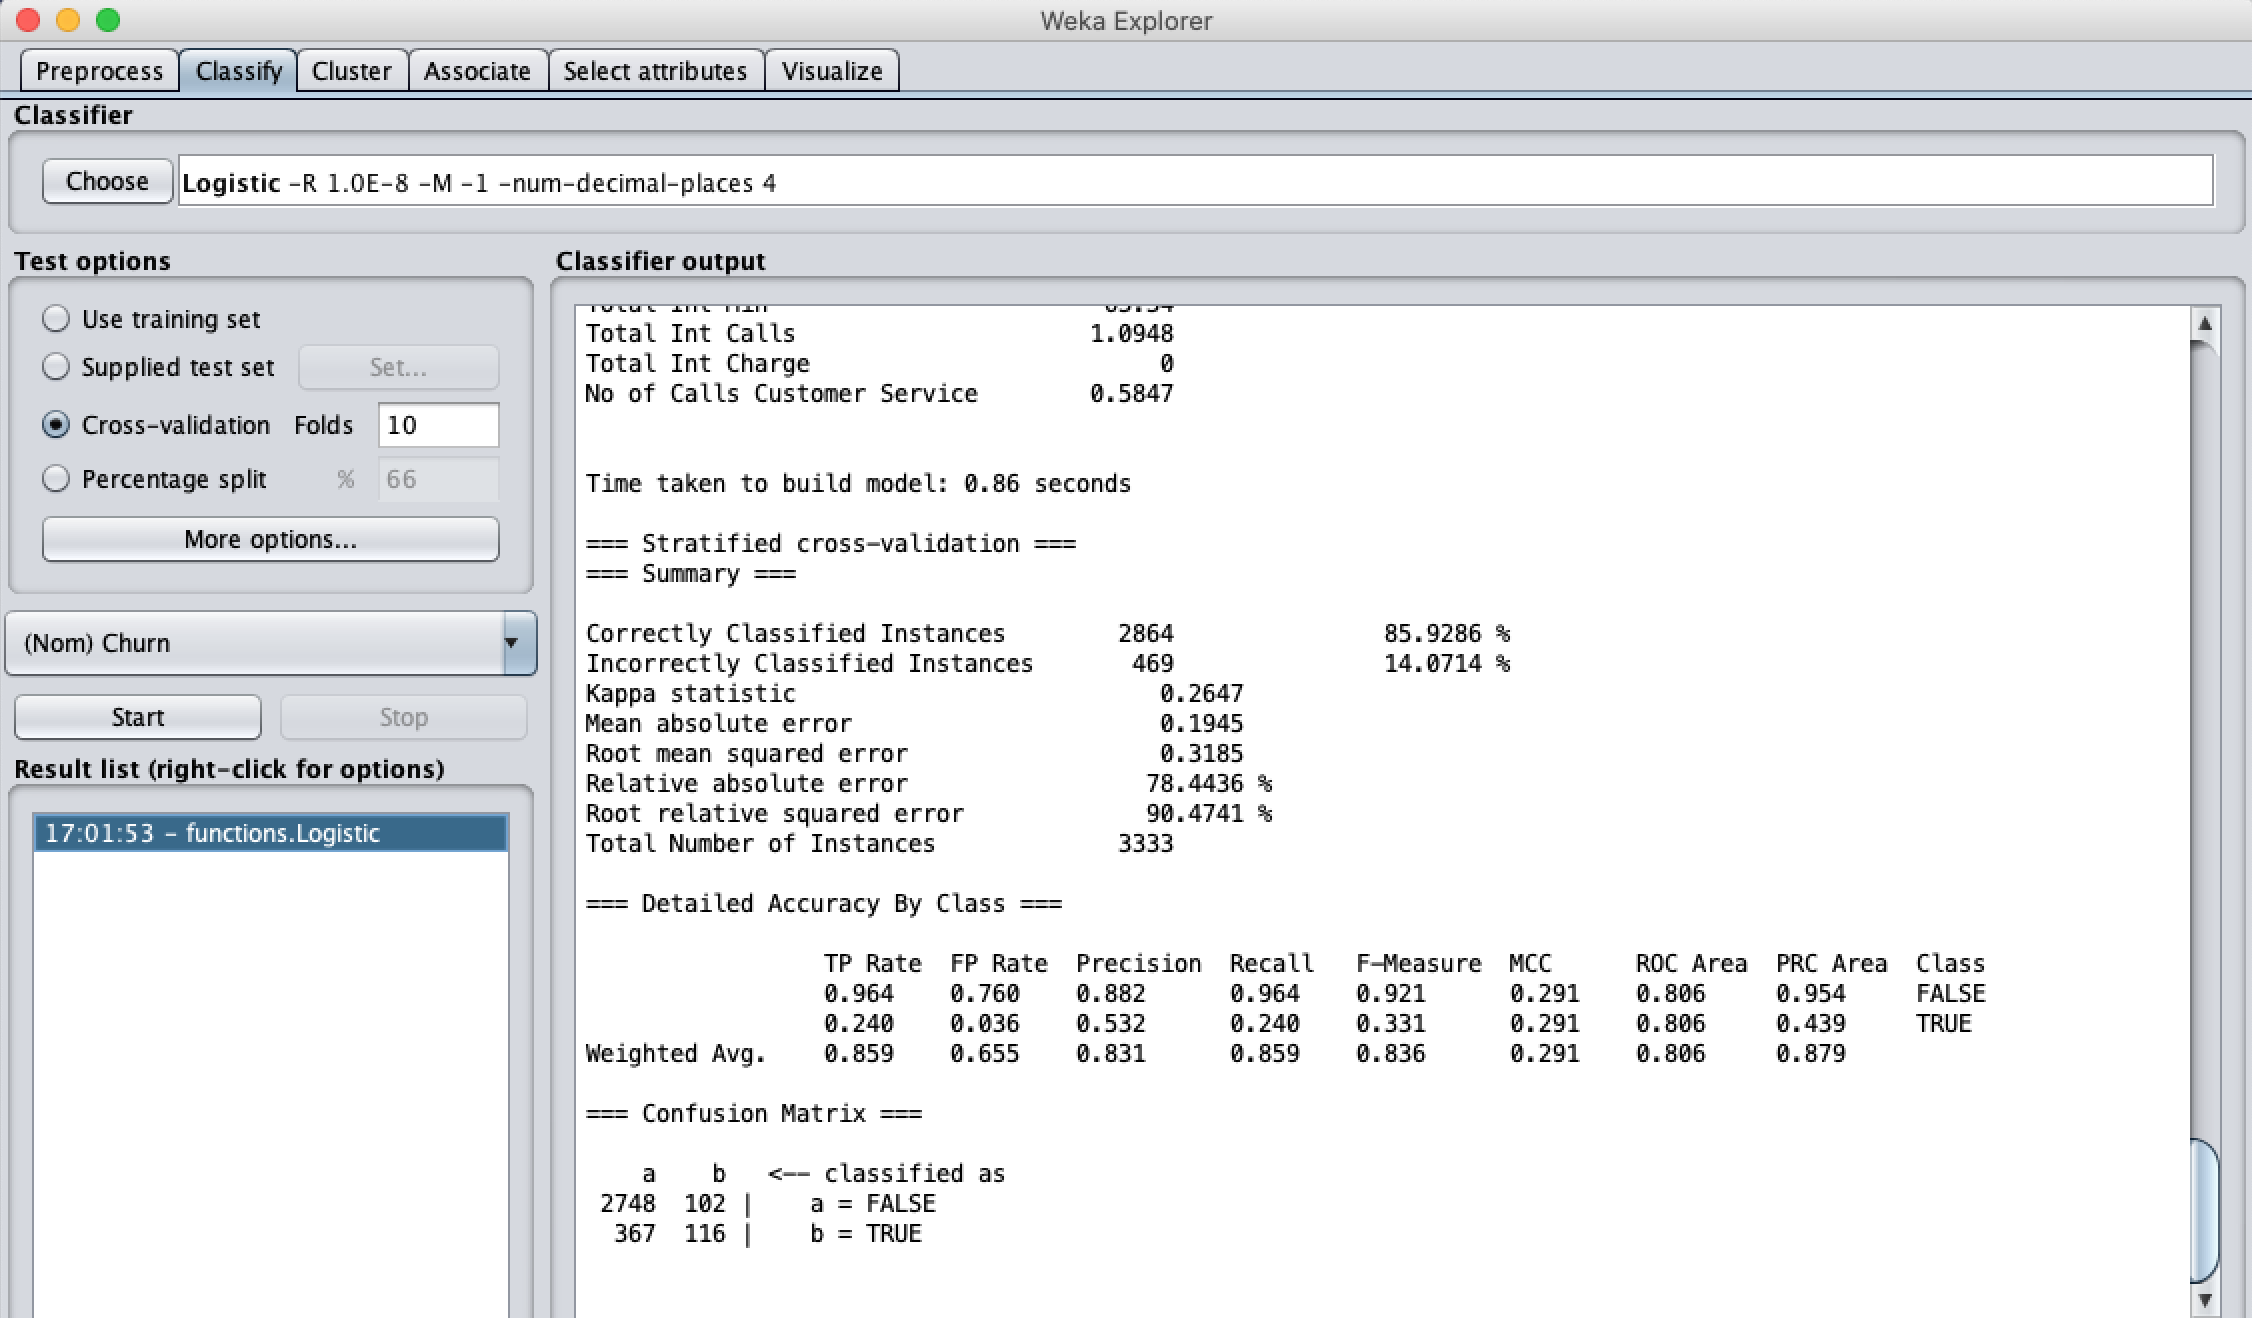 Weka Explorer
Preprocess Classify Cluster Associate Select attributes Visualize
Classifier
Choose Logistic -R 1.0E-8 -M -1 -num-decimal-places 4
Test options
Use training set
Supplied test set Set...
Cross-validation Folds 10
Percentage split % 66
More options...
(Nom) Churn
Start Stop
Result list (right-click for options)
17:01:53 - functions.Logistic
Classifier output
Total Int Min
Total Int Calls 1.0948
Total Int Charge 0
No of Calls Customer Service 0.5847
Time taken to build model: 0.86 seconds
=== Stratified cross-validation ===
=== Summary ===
Correctly Classified Instances 2864 85.9286 %
Incorrectly Classified Instances 469 14.0714 %
Kappa statistic 0.2647
Mean absolute error 0.1945
Root mean squared error 0.3185
Relative absolute error 78.4436 %
Root relative squared error 90.4741 %
Total Number of Instances 3333
=== Detailed Accuracy By Class ===
TP Rate FP Rate Precision Recall F-Measure MCC ROC Area PRC Area Class
0.964 0.760 0.882 0.964 0.921 0.291 0.806 0.954 FALSE
0.240 0.036 0.532 0.240 0.331 0.291 0.806 0.439 TRUE
Weighted Avg. 0.859 0.655 0.831 0.859 0.836 0.291 0.806 0.879
=== Confusion Matrix ===
a b <-- classified as
2748 102 | a = FALSE
367 116 | b = TRUE